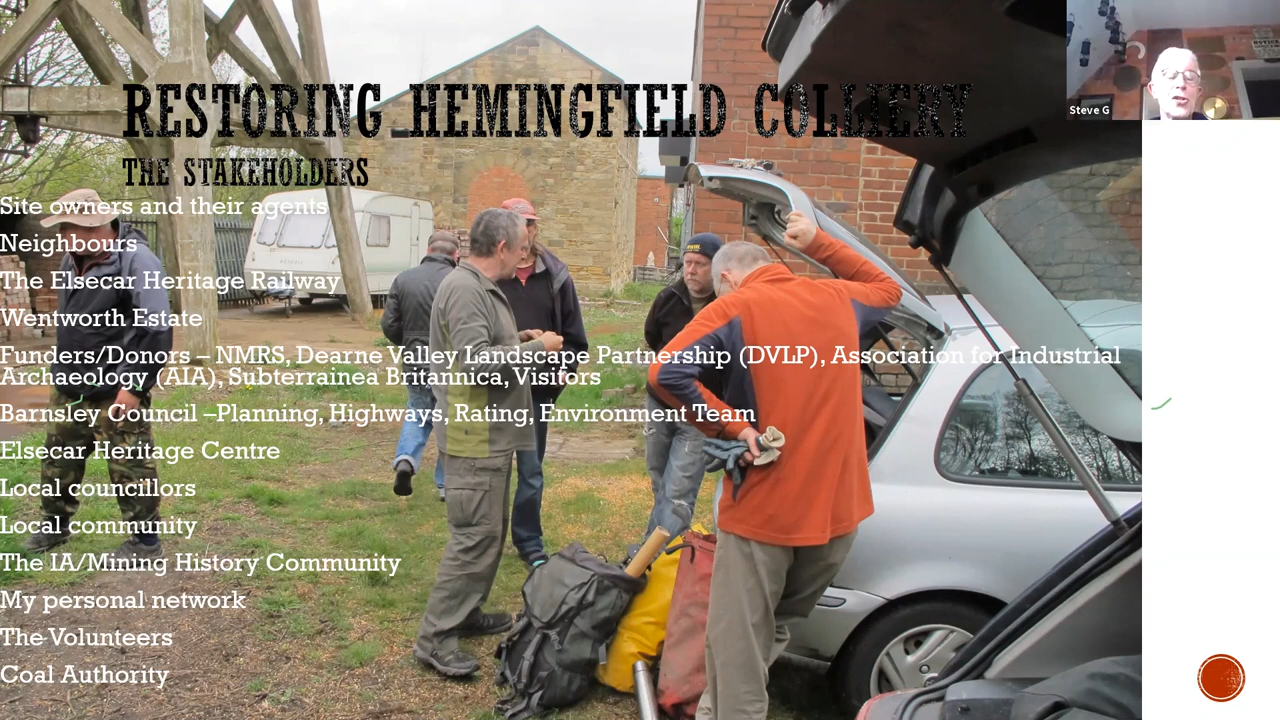 RESTORING HEMINGFIELD COLLIERY
THE STAKEHOLDERS
Site owners and their agents
Neighbours
The Elsecar Heritage Railway
Wentworth Estate
Funders/Donors – NMRS, Dearne Valley Landscape Partnership (DVLP), Association for Industrial
Archaeology (AIA), Subterrainea Britannica, Visitors
Barnsley Council –Planning, Highways, Rating, Environment Team
Elsecar Heritage Centre
Local councillors
Local community
The IA/Mining History Community
My personal network
The Volunteers
Coal Authority
Steve G